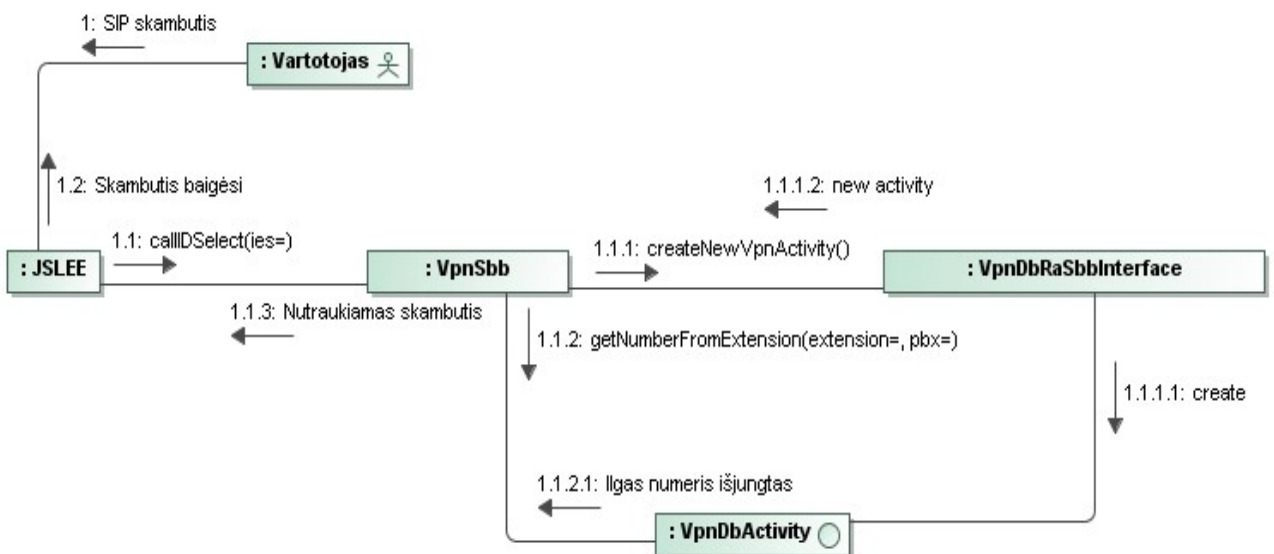 1: SIP skambutis
: Vartotojas
1.2: Skambutis baigėsi
1.1.1.2: new activity
1.1: callIDSelect(ies=)
1.1.1: createNewVpnActivity()
: JSLEE
: VpnSbb
: VpnDbRaSbbInterface
1.1.3: Nutraukiamas skambutis
1.1.2: getNumberFromExtension(extension=, pbx=)
1.1.1.1: create
1.1.2.1: Ilgas numeris išjungtas
: VpnDbActivity